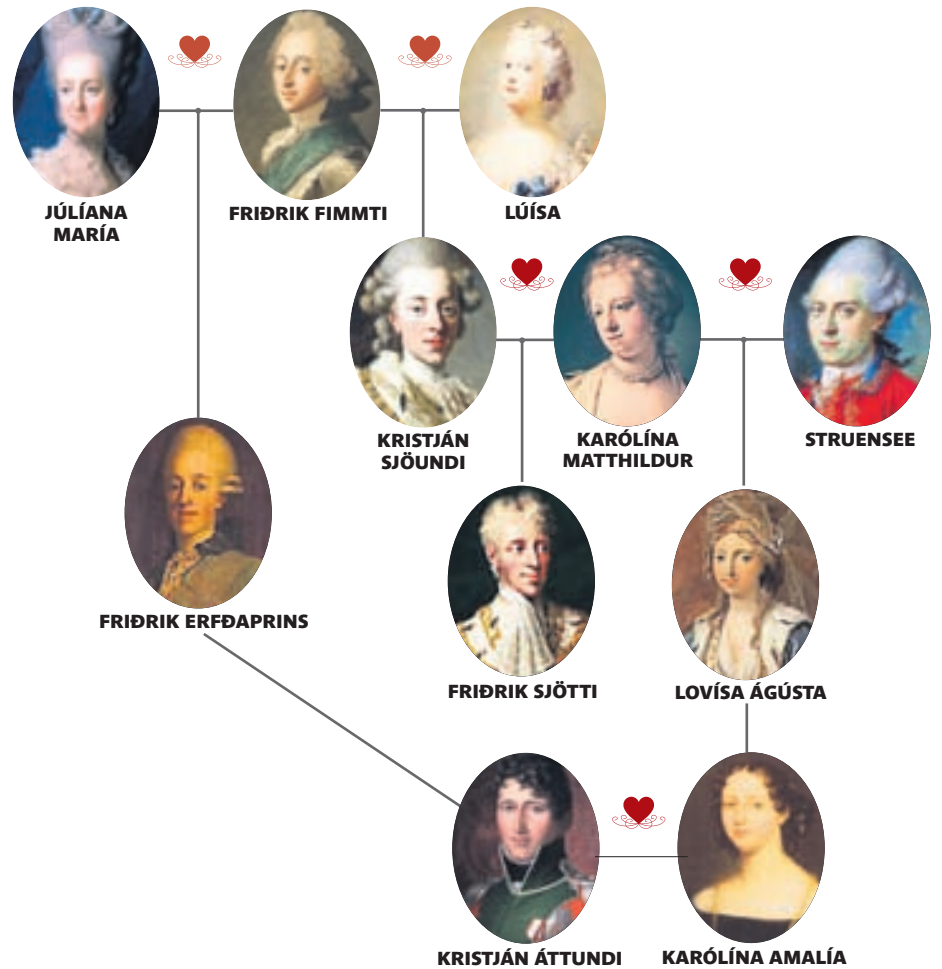 JÚLÍANA
MARÍA
FRIÐRIK FIMMTI
LÚÍSA
KRISTJÁN
SJÖUNDI
KARÓLÍNA
MATTHILDUR
STRUENSEE
FRIÐRIK ERFÐAPRINS
FRIÐRIK SJÖTTI
LOVÍSA ÁGÚSTA
KRISTJÁN ÁTTUNDI
KARÓLÍNA AMALÍA